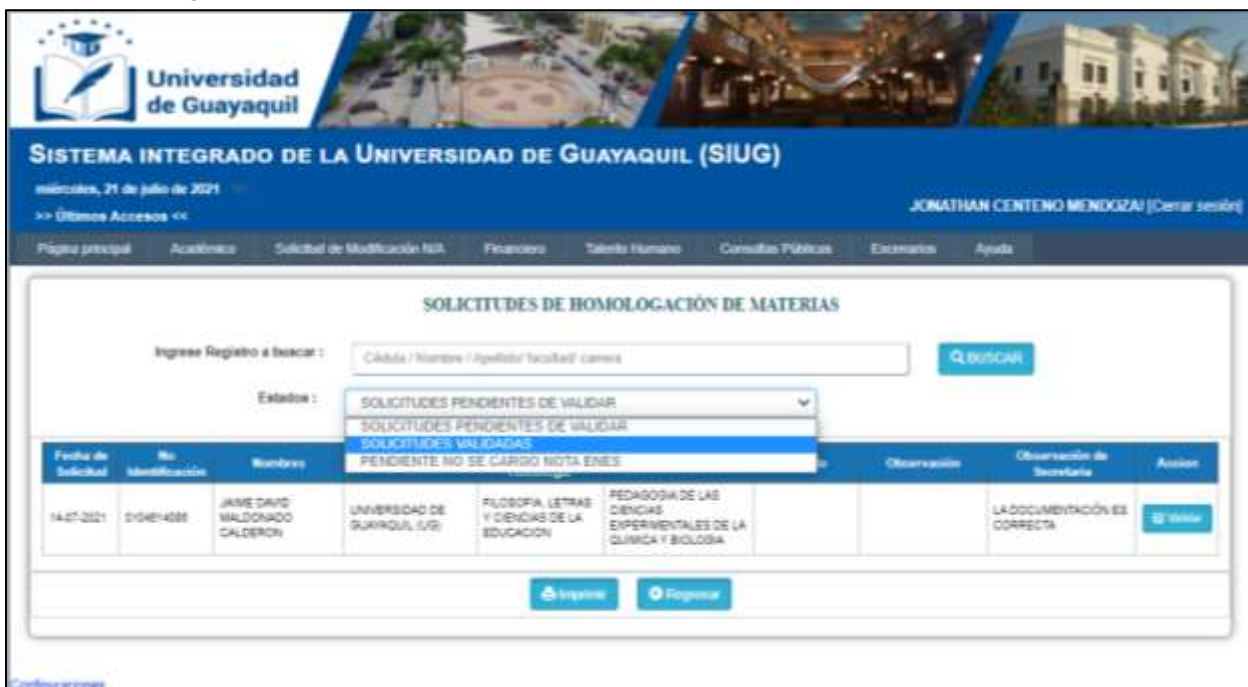 Universidad
de Guayaquil
SISTEMA INTEGRADO DE LA UNIVERSIDAD DE GUAYAQUIL (SIUG)
miércoles, 21 de julio de 2021
>> Últimos Accesos <<
JONATHAN CENTENO MENDOZA! [Cerrar sesión]
Página principal Académico Solicitud de Modificación N/A Financiero Talento Humano Consultas Públicas Escenarios Ayuda
SOLICITUDES DE HOMOLOGACIÓN DE MATERIAS
Ingrese Registro a buscar :
Cédula / Nombre / Apellido/ facultad/ carrera
BUSCAR
Estados :
SOLICITUDES PENDIENTES DE VALIDAR
SOLICITUDES PENDIENTES DE VALIDAR
SOLICITUDES VALIDADAS
PENDIENTE NO SE CARGO NOTA ENES
Fecha de Solicitud
No Identificación
Nombres
Observación
Observación de Secretaria
Accion
14-07-2021
JAIME DAVID
MALDONADO
CALDERON
UNIVERSIDAD DE
GUAYAQUIL (UG)
FILOSOFIA, LETRAS
Y CIENCIAS DE LA
EDUCACION
PEDAGOGIA DE LAS
CIENCIAS
EXPERIMENTALES DE LA
QUIMICA Y BIOLOGIA
LA DOCUMENTACIÓN ES
CORRECTA
Validar
Imprimir
Regresar
Configuraciones